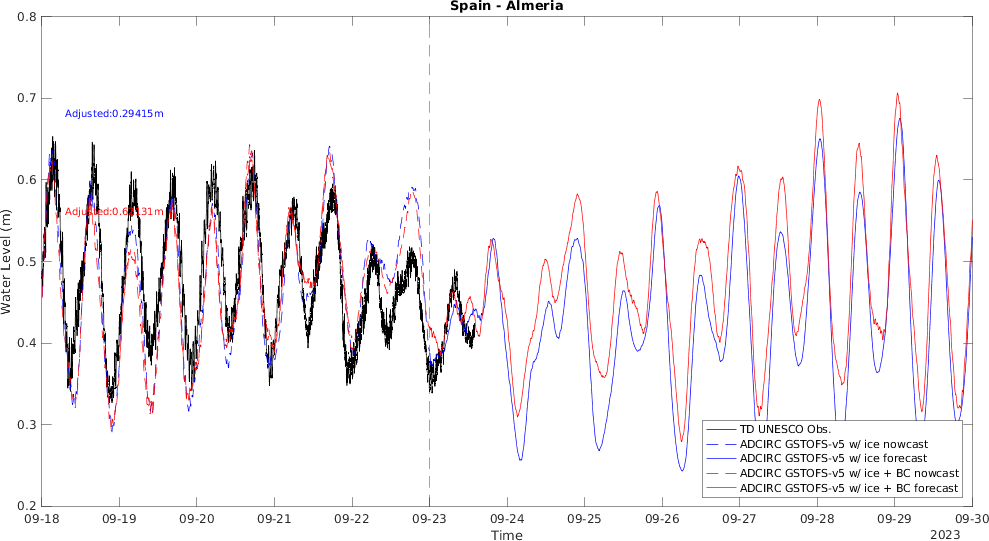 Spain - Almeria
0.8
0.7
0.6
0.5
0.4
0.3
0.2
Water Level (m)
Adjusted:0.29415m
TD UNESCO Obs.
ADCIRC GSTOFS-v5 w/ ice nowcast
ADCIRC GSTOFS-v5 w/ ice forecast
ADCIRC GSTOFS-v5 w/ ice + BC nowcast
ADCIRC GSTOFS-v5 w/ ice + BC forecast
09-18 09-19 09-20 09-21 09-22 09-23 09-24 09-25 09-26 09-27 09-28 09-29 09-30
Time
2023